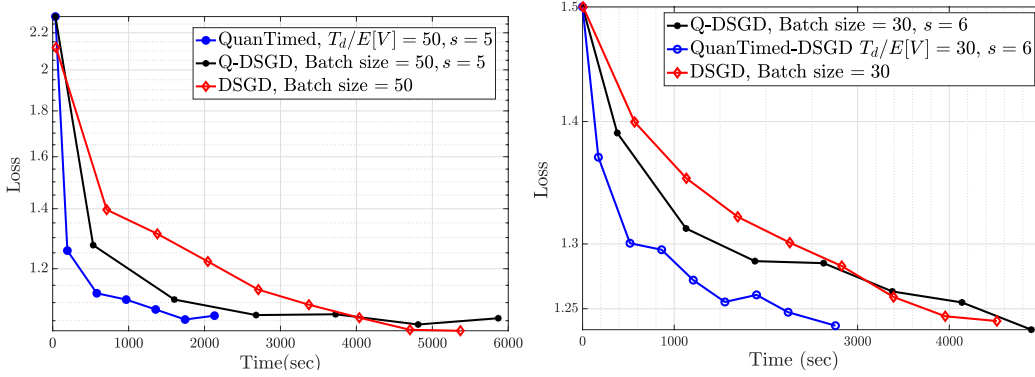 QuanTimed, T_d/E[V] = 50, s = 5
Q-DSGD, Batch size = 50, s = 5
DSGD, Batch size = 50
Loss
2.2
2
1.8
1.6
1.4
1.2
0 1000 2000 3000 4000 5000 6000
Time(sec)
Q-DSGD, Batch size = 30, s = 6
QuanTimed-DSGD T_d/E[V] = 30, s = 6
DSGD, Batch size = 30
Loss
1.5
1.4
1.3
1.25
0 1000 3000 4000
Time (sec)